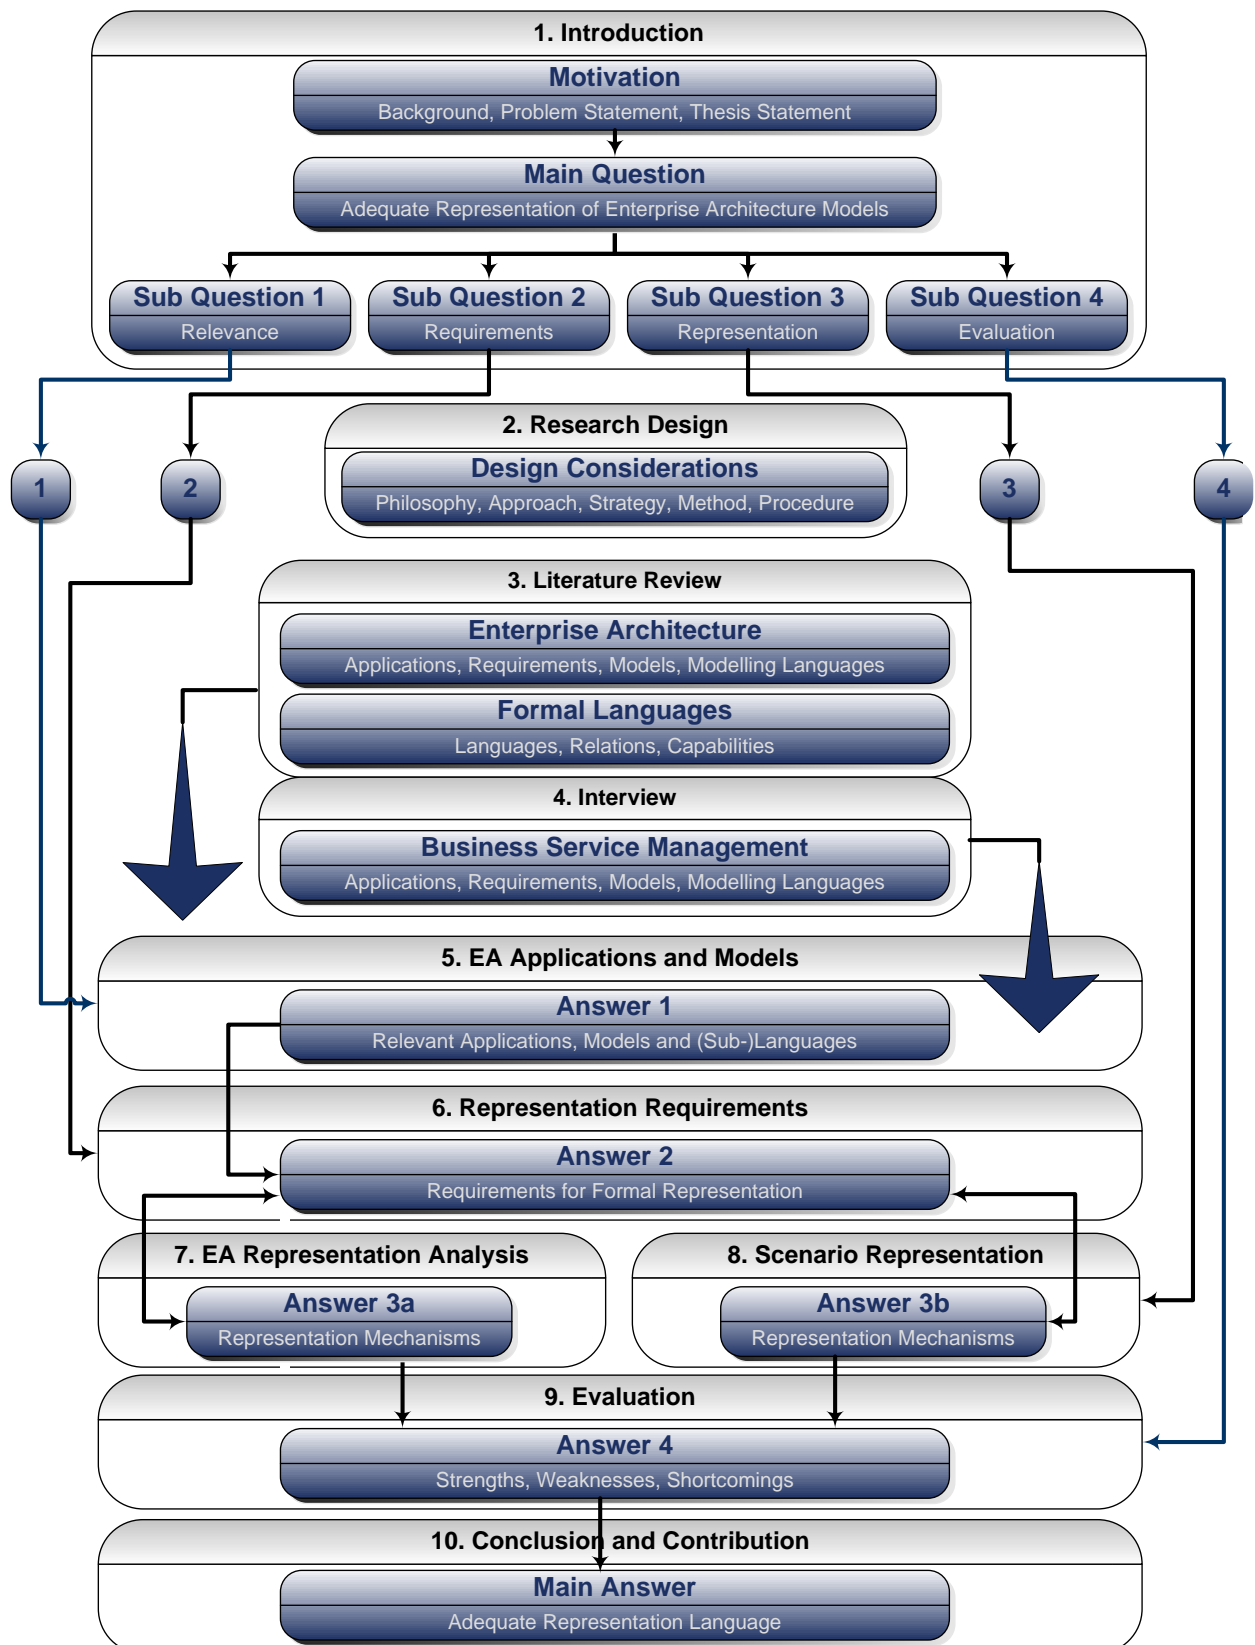 1. Introduction
Motivation
Background, Problem Statement, Thesis Statement
Main Question
Adequate Representation of Enterprise Architecture Models
Sub Question 1
Relevance
Sub Question 2
Requirements
Sub Question 3
Representation
Sub Question 4
Evaluation
2. Research Design
Design Considerations
Philosophy, Approach, Strategy, Method, Procedure
1
2
3
4
3. Literature Review
Enterprise Architecture
Applications, Requirements, Models, Modelling Languages
Formal Languages
Languages, Relations, Capabilities
4. Interview
Business Service Management
Applications, Requirements, Models, Modelling Languages
5. EA Applications and Models
Answer 1
Relevant Applications, Models and (Sub-)Languages
6. Representation Requirements
Answer 2
Requirements for Formal Representation
7. EA Representation Analysis
Answer 3a
Representation Mechanisms
8. Scenario Representation
Answer 3b
Representation Mechanisms
9. Evaluation
Answer 4
Strengths, Weaknesses, Shortcomings
10. Conclusion and Contribution
Main Answer
Adequate Representation Language